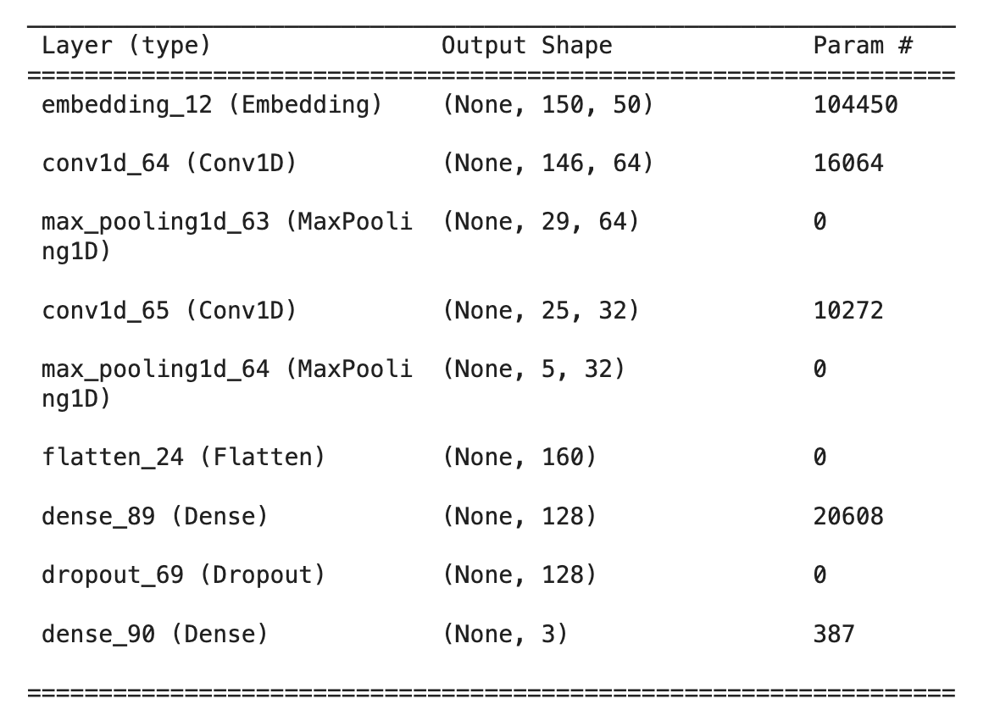 Layer (type) Output Shape Param #
embedding_12 (Embedding) (None, 150, 50) 104450
conv1d_64 (Conv1D) (None, 146, 64) 16064
max_pooling1d_63 (MaxPooli (None, 29, 64) 0
ng1D)
conv1d_65 (Conv1D) (None, 25, 32) 10272
max_pooling1d_64 (MaxPooli (None, 5, 32) 0
ng1D)
flatten_24 (Flatten) (None, 160) 0
dense_89 (Dense) (None, 128) 20608
dropout_69 (Dropout) (None, 128) 0
dense_90 (Dense) (None, 3) 387